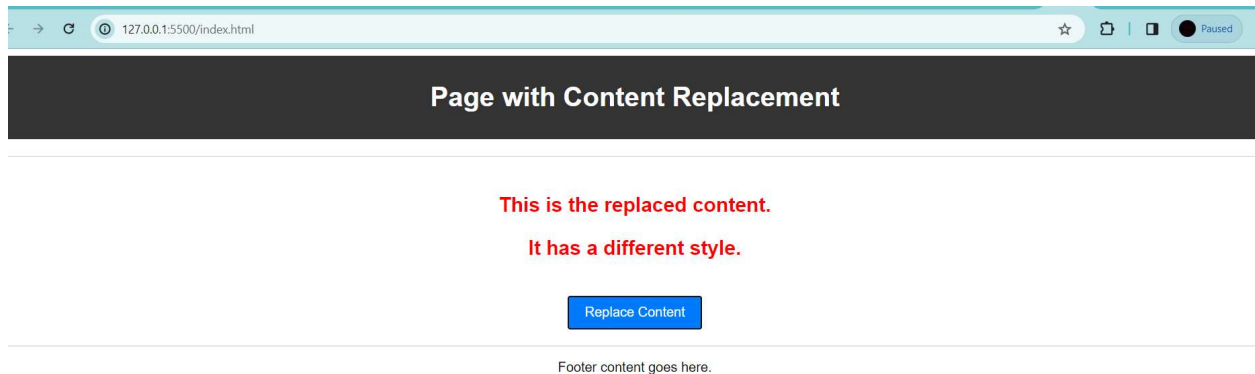 127.0.0.1:5500/index.html
Paused
Page with Content Replacement
This is the replaced content.
It has a different style.
Replace Content
Footer content goes here.